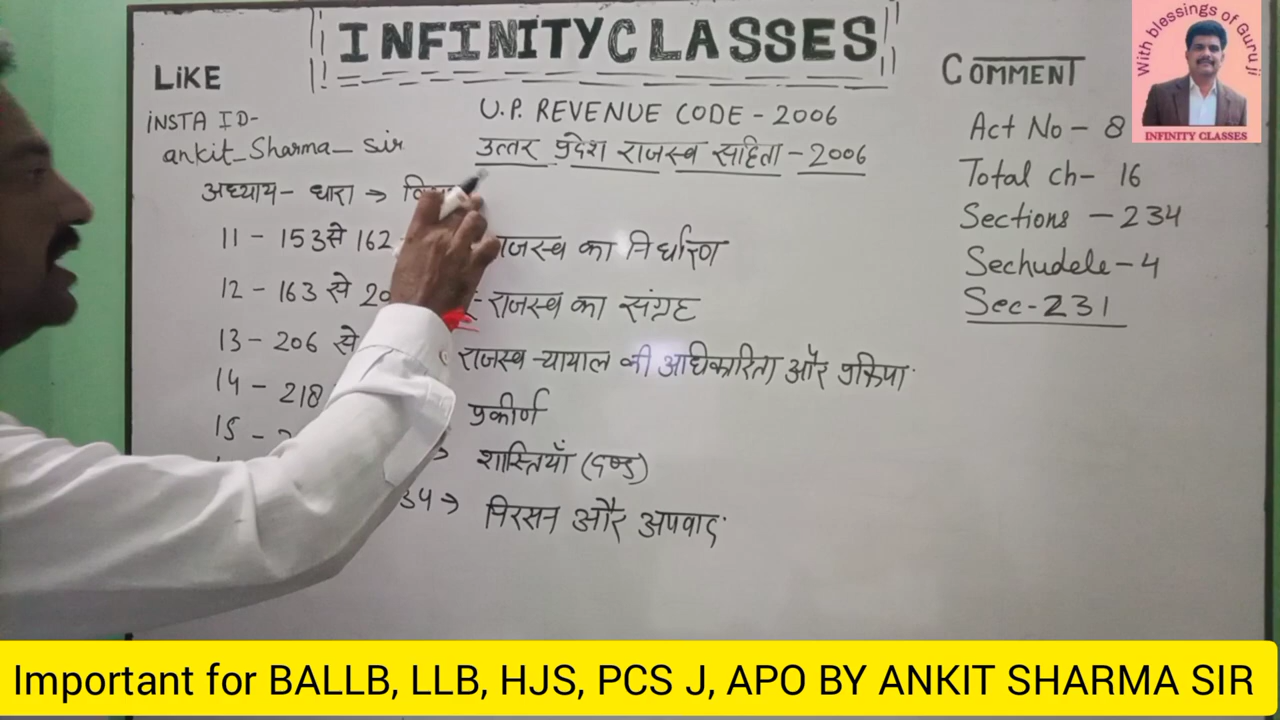 INFINITY CLASSES
LiKE
COMMENT
With blessings of Guru ji
INFINITY CLASSES
iNSTA ID-
ankit_Sharma_sir
U.P. REVENUE CODE - 2006
उत्तर प्रदेश राजस्व संहिता - 2006
Act No - 8
Total ch - 16
Sections - 234
Sechudele - 4
Sec - 231
अध्याय - धारा →
11 - 153 से 162 राजस्व का निर्धारण
12 - 163 से 20 - राजस्व का संग्रह
13 - 206 से राजस्व न्यायाल की अधिकारिता और प्रक्रिया
14 - 218 प्रकीर्ण
15 - शास्तियाँ (दण्ड)
34 → निरसन और अपवाद
Important for BALLB, LLB, HJS, PCS J, APO BY ANKIT SHARMA SIR